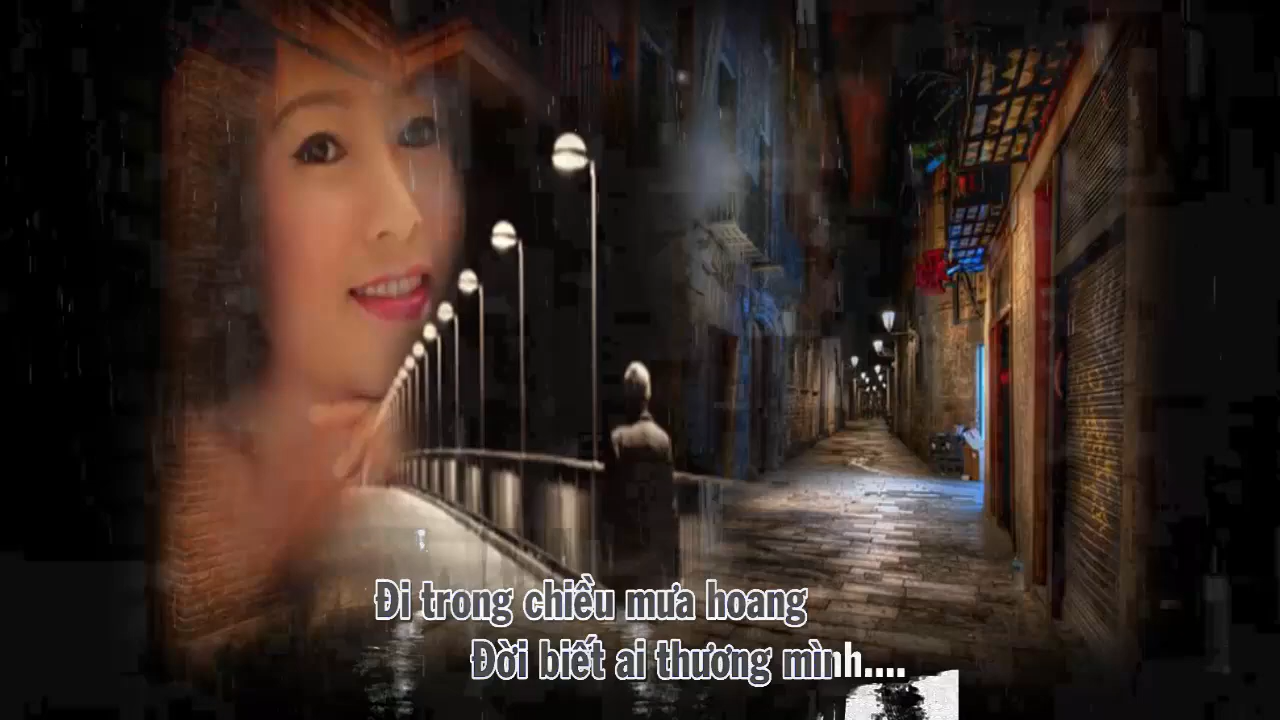 Đi trong chiều mưa hoang
Đời biết ai thương mình....